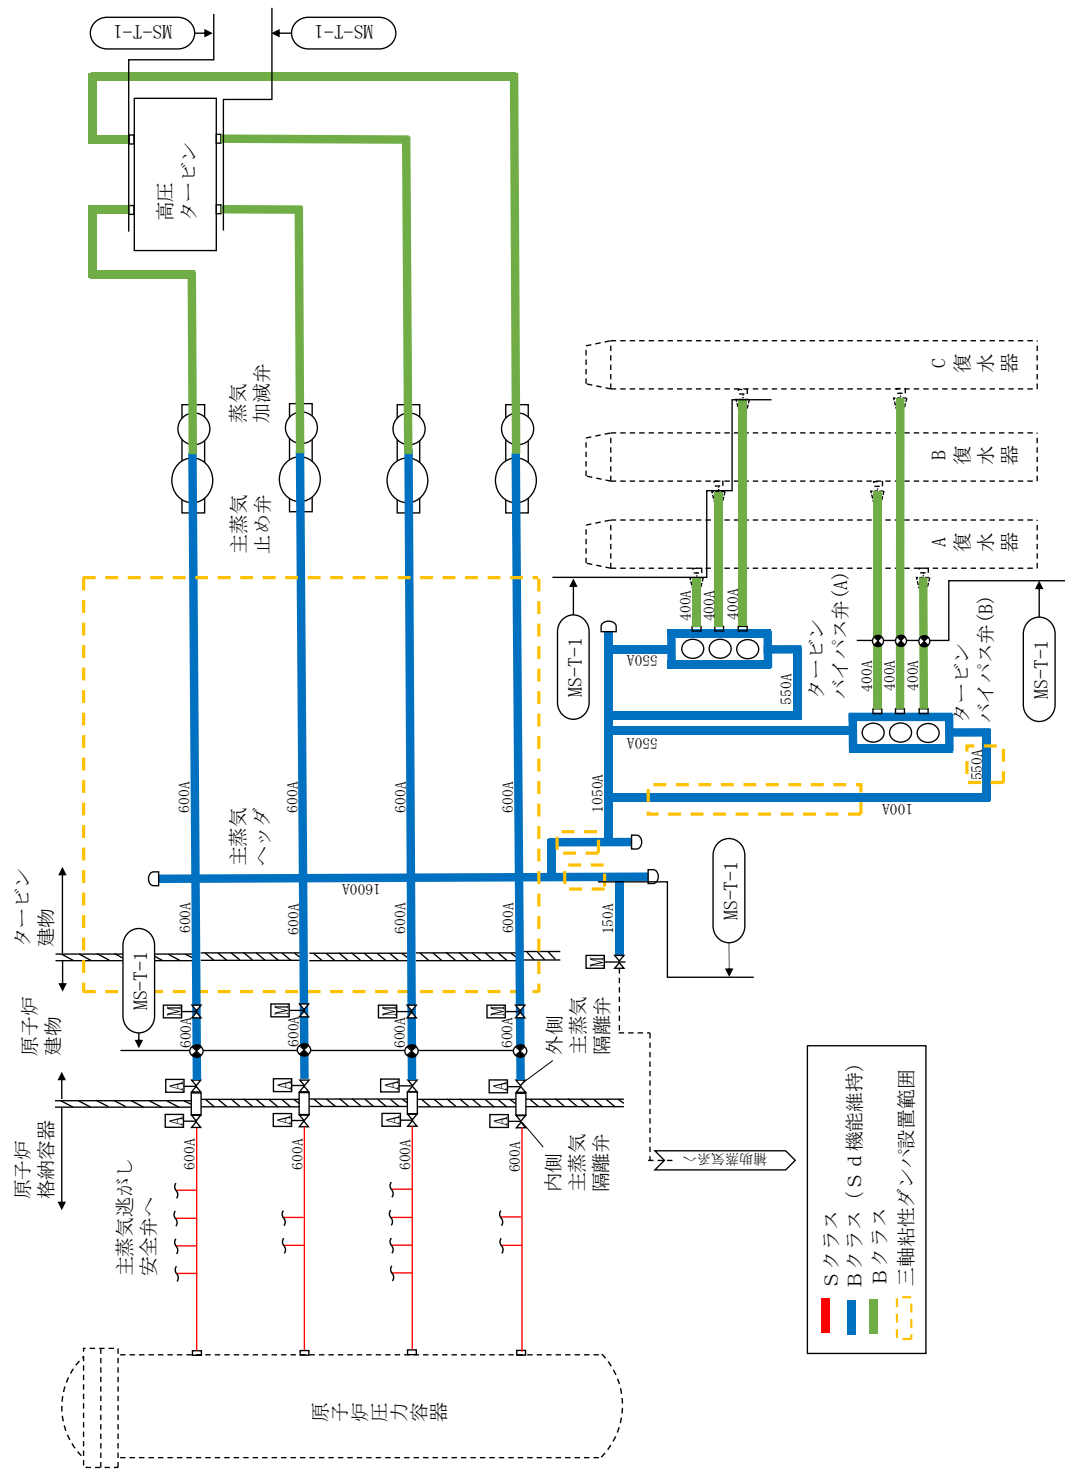 原子炉圧力容器
主蒸気逃がし
安全弁へ
原子炉
格納容器
原子炉
建物
タービン
建物
600A
600A
600A
600A
A
A
A
A
A
A
A
A
内側
主蒸気
隔離弁
外側
主蒸気
隔離弁
600A
600A
600A
600A
M
M
M
M
MS-T-1
600A
600A
600A
600A
主蒸気
ヘッダ
1600A
600A
600A
600A
600A
主蒸気
止め弁
蒸気
加減弁
高圧
タービン
MS-T-1
MS-T-1
M
150A
MS-T-1
補助蒸気系へ
1050A
550A
550A
550A
550A
100A
タービン
バイパス弁(A)
タービン
バイパス弁(B)
400A
400A
400A
400A
400A
400A
MS-T-1
MS-T-1
A
復水器
B
復水器
C
復水器
Sクラス
Bクラス(Sd機能維持)
Bクラス
三軸粘性ダンパ設置範囲